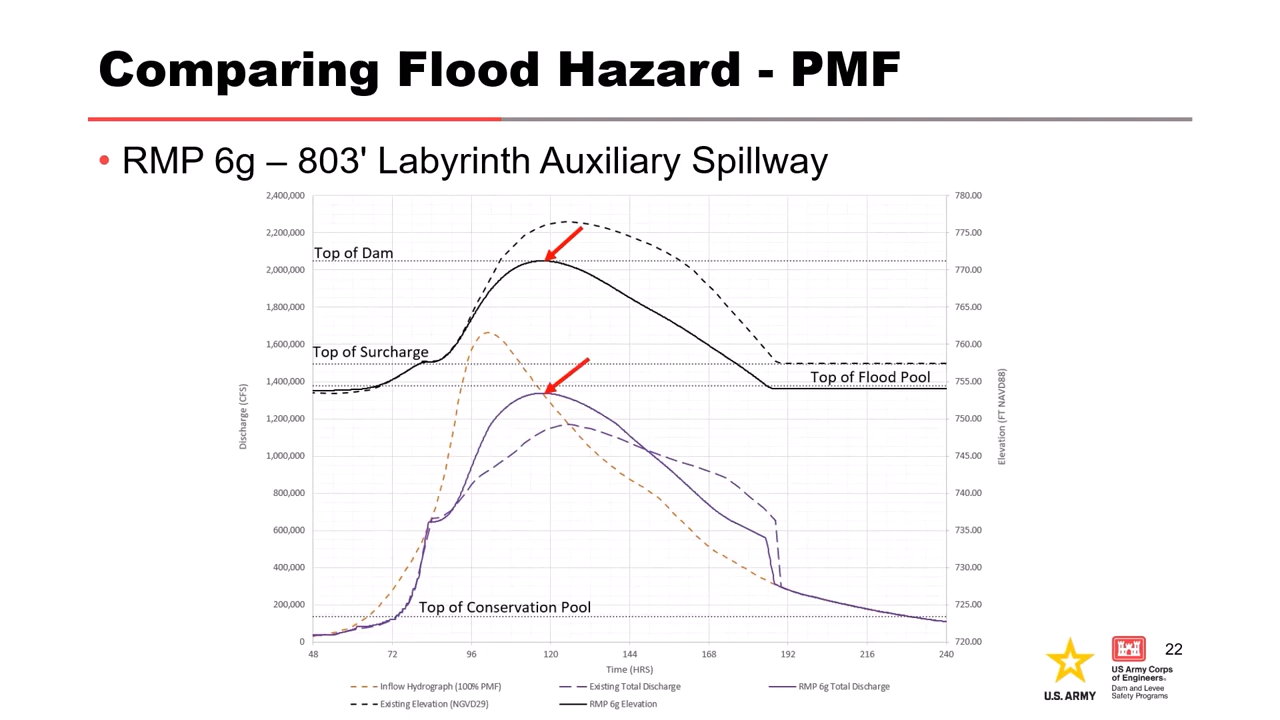 Comparing Flood Hazard - PMF
• RMP 6g – 803' Labyrinth Auxiliary Spillway
2,400,000
2,200,000
2,000,000
1,800,000
1,600,000
1,400,000
1,200,000
1,000,000
800,000
600,000
400,000
200,000
0
Discharge (CFS)
Top of Dam
Top of Surcharge
Top of Flood Pool
Top of Conservation Pool
780.00
775.00
770.00
765.00
760.00
755.00
750.00
745.00
740.00
735.00
730.00
725.00
720.00
Elevation (FT NAVD88)
48 72 96 120 144 168 192 216 240
Time (HRS)
Inflow Hydrograph (100% PMF) Existing Total Discharge RMP 6g Total Discharge
Existing Elevation (NGVD29) RMP 6g Elevation
U.S. ARMY
US Army Corps
of Engineers®
Dam and Levee
Safety Programs
22